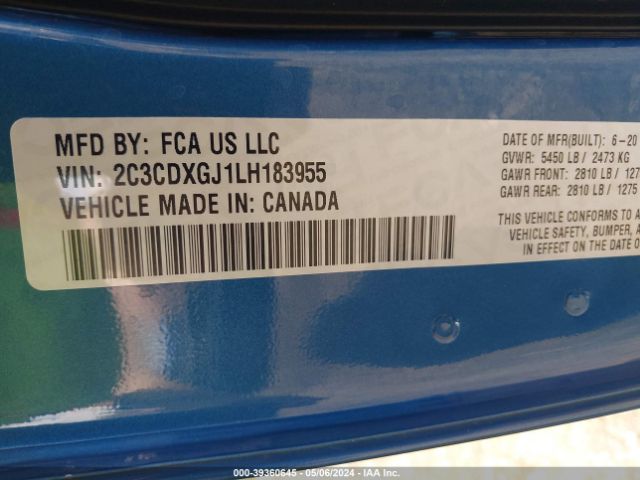 MFD BY: FCA US LLC
VIN: 2C3CDXGJ1LH183955
VEHICLE MADE IN: CANADA
DATE OF MFR(BUILT): 6-20
GVWR: 5450 LB / 2473 KG
GAWR FRONT: 2810 LB / 127
GAWR REAR: 2810 LB / 1275
THIS VEHICLE CONFORMS TO A
VEHICLE SAFETY, BUMPER, A
IN EFFECT ON THE DATE O
000-39360645 - 05/06/2024 - IAA Inc.